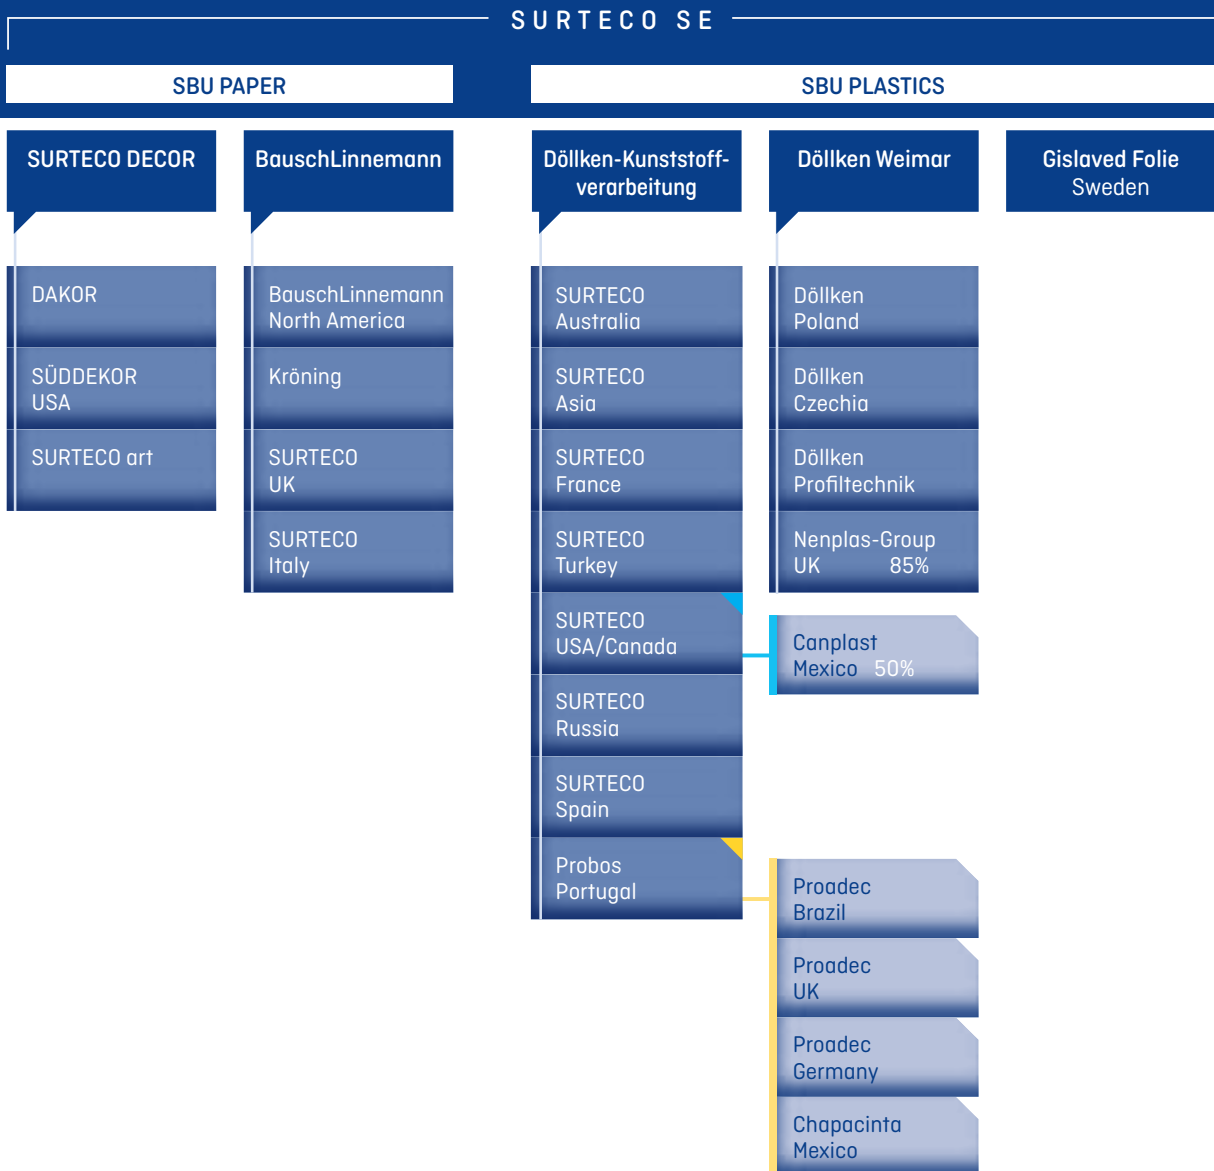 SURTECO SE
SBU PAPER
SBU PLASTICS
SURTECO DECOR
DAKOR
SÜDDEKOR
USA
SURTECO art
BauschLinnemann
BauschLinnemann
North America
Kröning
SURTECO
UK
SURTECO
Italy
Döllken-Kunststoff-
verarbeitung
SURTECO
Australia
SURTECO
Asia
SURTECO
France
SURTECO
Turkey
SURTECO
USA/Canada
SURTECO
Russia
SURTECO
Spain
Probos
Portugal
Döllken Weimar
Döllken
Poland
Döllken
Czechia
Döllken
Profiltechnik
Nenplas-Group
UK 85%
Canplast
Mexico 50%
Proadec
Brazil
Proadec
UK
Proadec
Germany
Chapacinta
Mexico
Gislaved Folie
Sweden